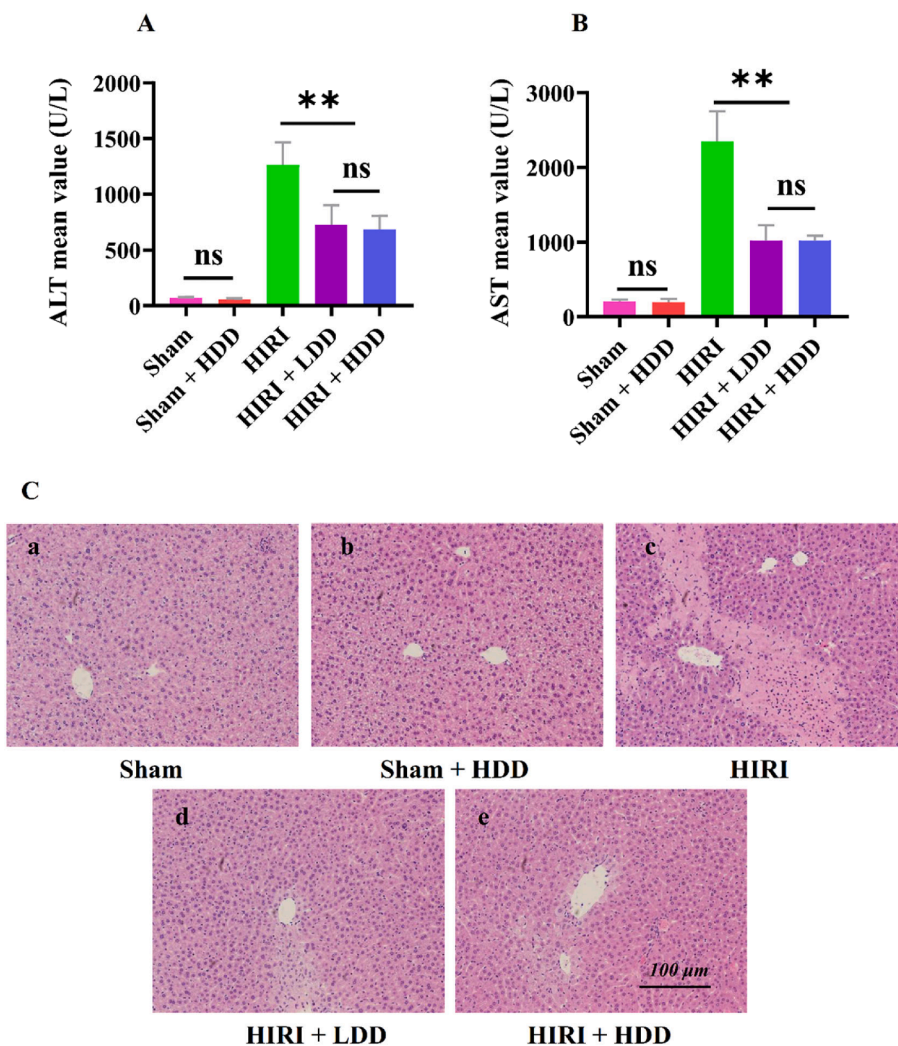 A
ALT mean value (U/L)
2000
1500
1000
500
0
**
ns
ns
Sham
Sham + HDD
HIRI
HIRI + LDD
HIRI + HDD
B
AST mean value (U/L)
3000
2000
1000
0
**
ns
ns
Sham
Sham + HDD
HIRI
HIRI + LDD
HIRI + HDD
C
a
b
c
Sham
Sham + HDD
HIRI
d
e
100 μm
HIRI + LDD
HIRI + HDD